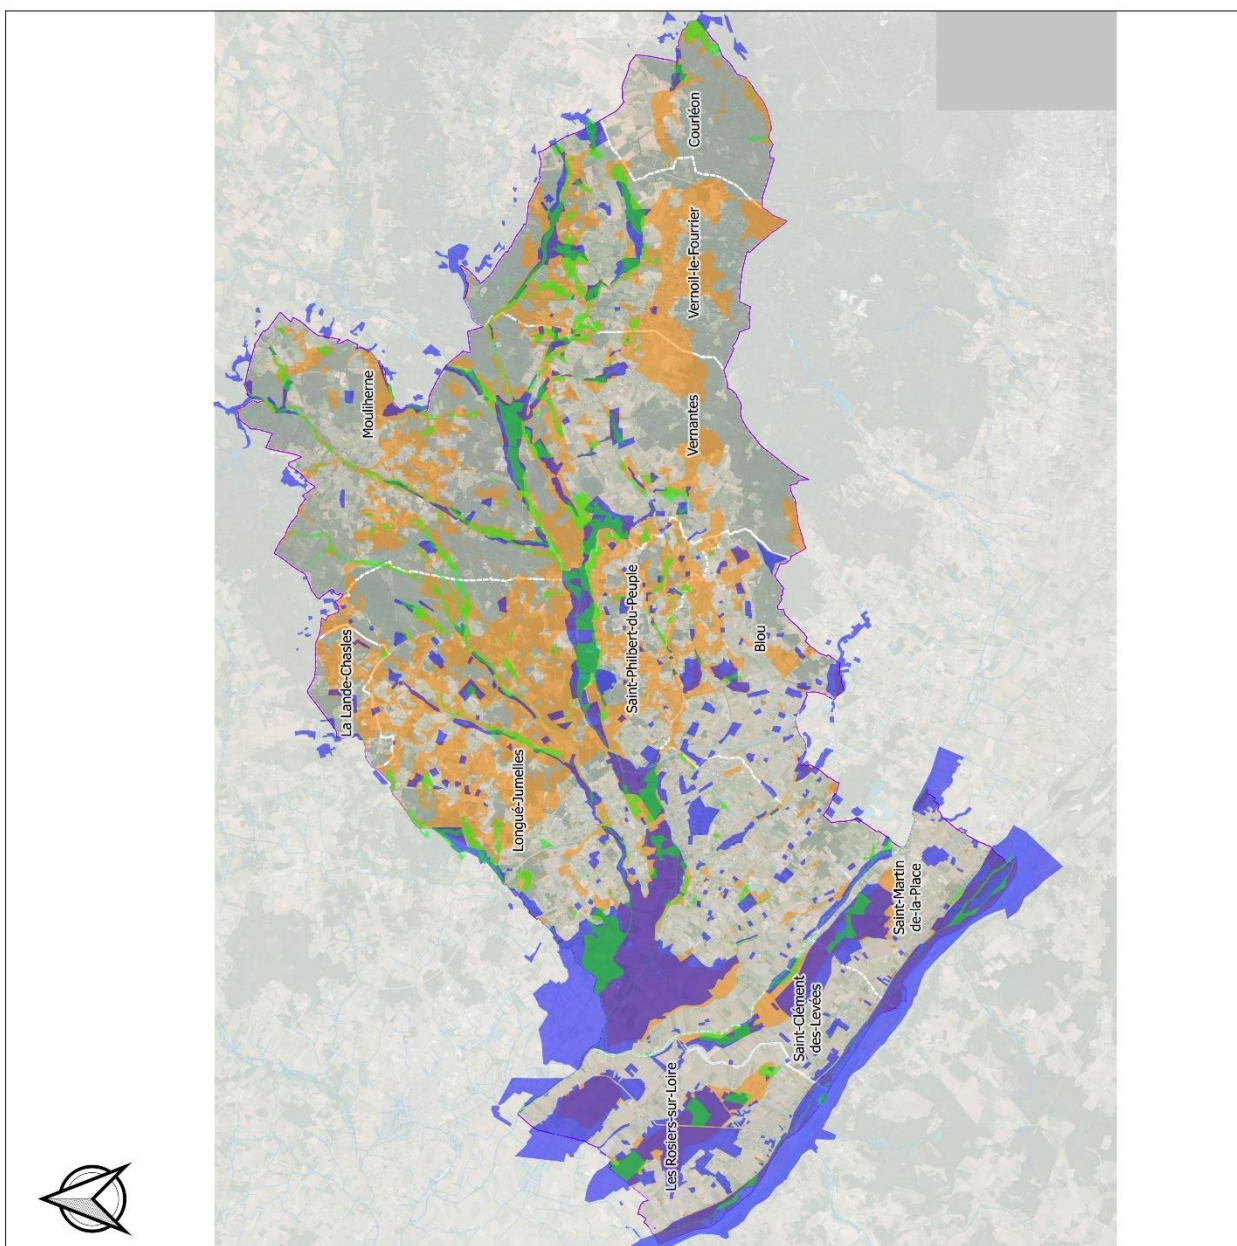 Courléon
Vernoil-le-Fourrier
Mouliherne
Vernantes
Saint-Philbert-du-Peuple
Blou
La Lande-Chasles
Longué-Jumelles
Saint-Martin
de-la-Place
Saint-Clément
des-Levées
Les Rosiers-sur-Loire